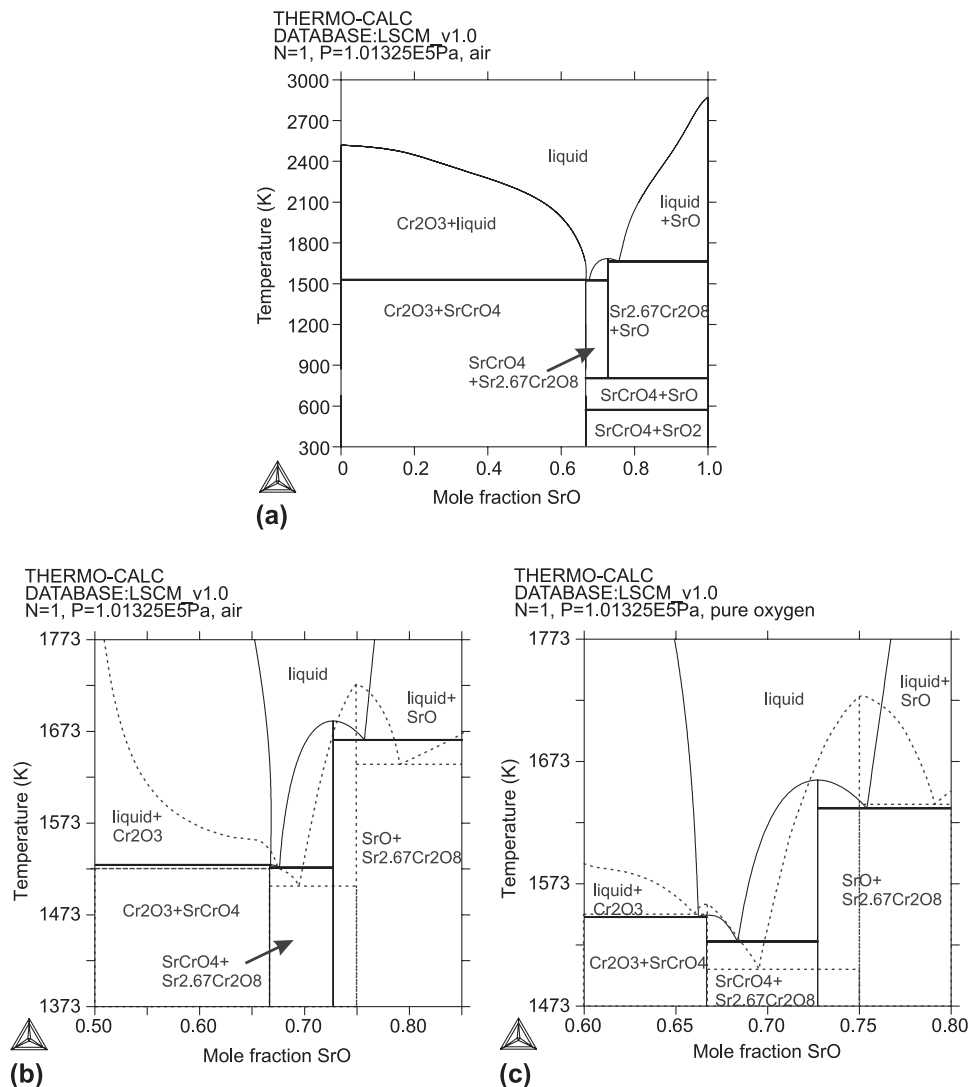 THERMO-CALC
DATABASE:LSCM_v1.0
N=1, P=1.01325E5Pa, air
3000
2700
2400
2100
1800
1500
1200
900
600
300
Temperature (K)
liquid
liquid
+SrO
Cr2O3+liquid
Cr2O3+SrCrO4
Sr2.67Cr2O8
+SrO
SrCrO4
+Sr2.67Cr2O8
SrCrO4+SrO
SrCrO4+SrO2
0 0.2 0.4 0.6 0.8 1.0
Mole fraction SrO
(a)
THERMO-CALC
DATABASE:LSCM_v1.0
N=1, P=1.01325E5Pa, air
1773
1673
1573
1473
1373
Temperature (K)
liquid
liquid+
SrO
liquid+
Cr2O3
SrO+
Sr2.67Cr2O8
Cr2O3+SrCrO4
SrCrO4+
Sr2.67Cr2O8
0.50 0.60 0.70 0.80
Mole fraction SrO
(b)
THERMO-CALC
DATABASE:LSCM_v1.0
N=1, P=1.01325E5Pa, pure oxygen
1773
1673
1573
1473
Temperature (K)
liquid
liquid+
SrO
liquid+
Cr2O3
SrO+
Sr2.67Cr2O8
Cr2O3+SrCrO4
SrCrO4+
Sr2.67Cr2O8
0.60 0.65 0.70 0.75 0.80
Mole fraction SrO
(c)